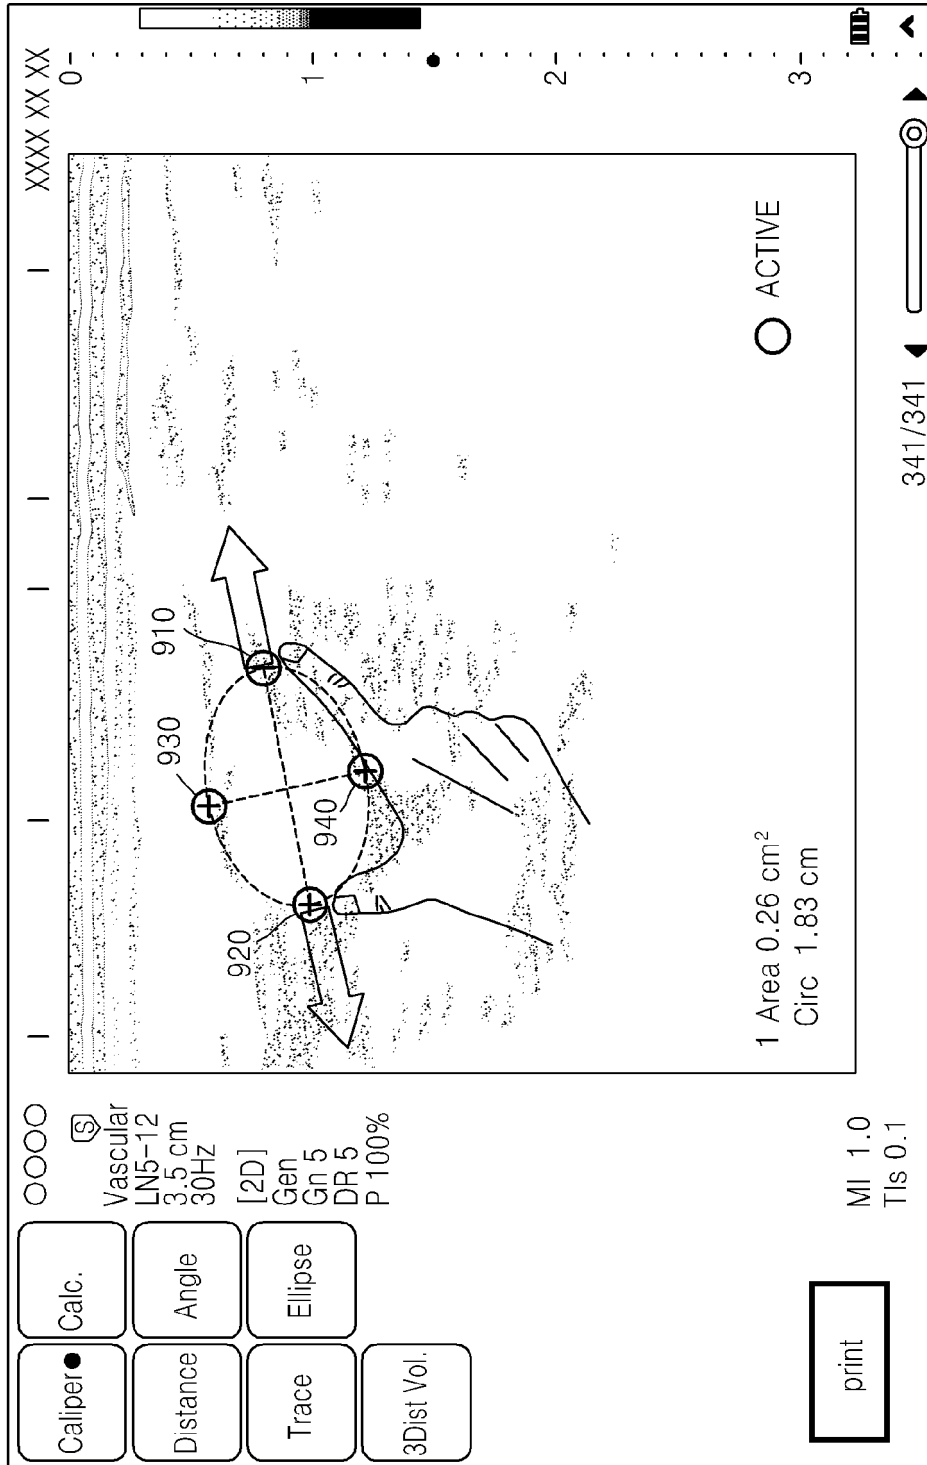 Caliper
Calc.
Distance
Angle
Trace
Ellipse
3Dist Vol.
print
OOOO
S
Vascular
LN5-12
3.5 cm
30Hz
[2D]
Gen
Gn 5
DR 5
P 100%
MI 1.0
TIs 0.1
XXXX XX XX
0
1
2
3
910
920
930
940
1 Area 0.26 cm²
Circ 1.83 cm
ACTIVE
341/341